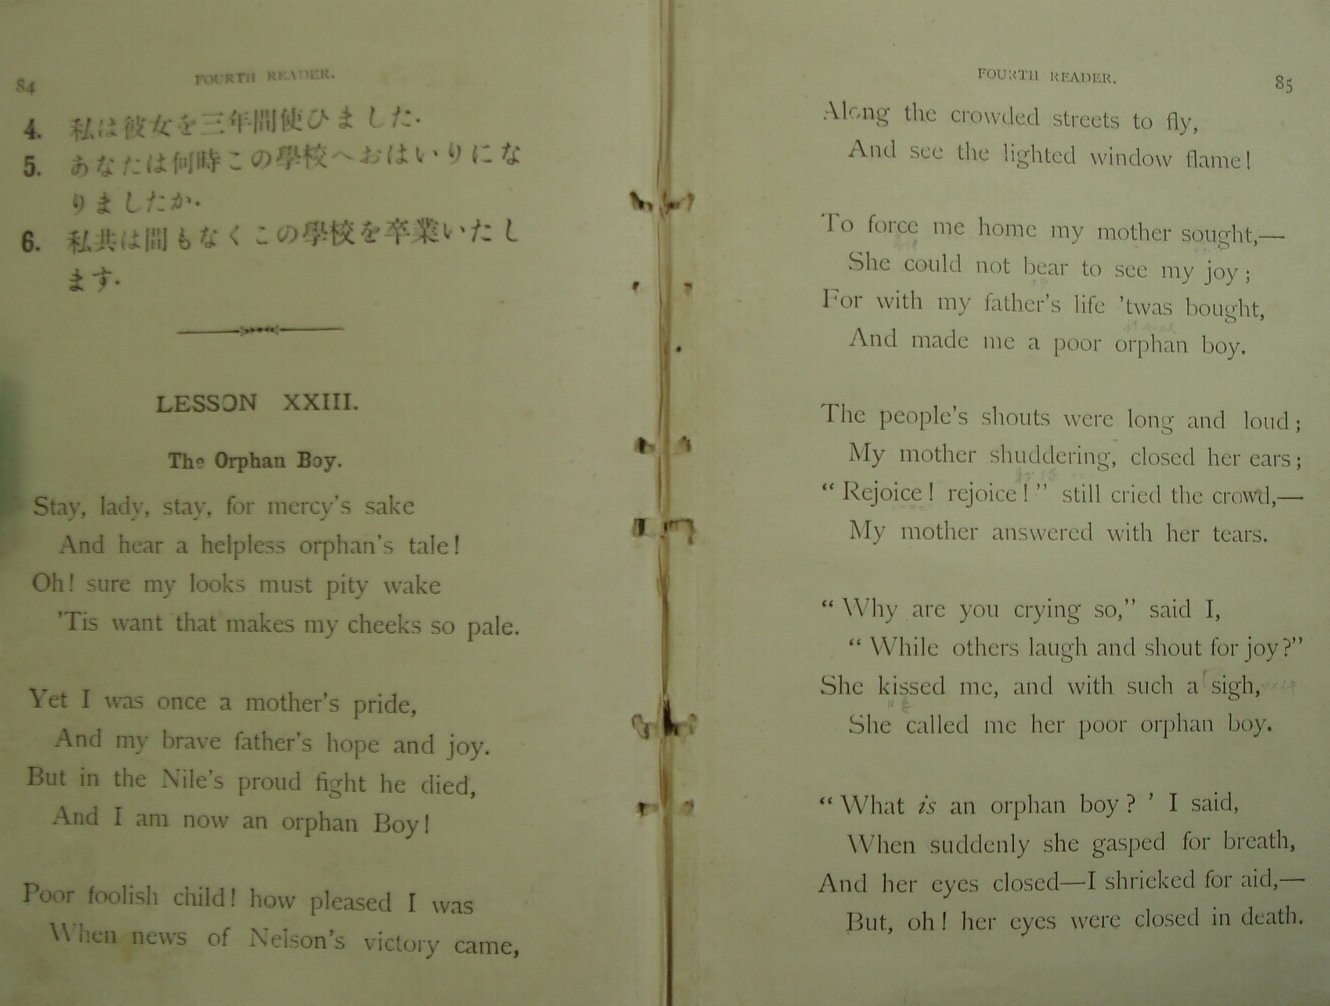 84
FOURTH READER.
4. 私は彼女を三年間使ひました.
5. あなたは何時この學校へおはいりにな
りましたか.
6. 私共は間もなくこの學校を卒業いたし
ます.
LESSON XXIII.
The Orphan Boy.
Stay, lady, stay, for mercy's sake
And hear a helpless orphan's tale!
Oh! sure my looks must pity wake
'Tis want that makes my cheeks so pale.
Yet I was once a mother's pride,
And my brave father's hope and joy.
But in the Nile's proud fight he died,
And I am now an orphan Boy!
Poor foolish child! how pleased I was
When news of Nelson's victory came,
FOURTH READER.
85
Along the crowded streets to fly,
And see the lighted window flame!
To force me home my mother sought,—
She could not bear to see my joy;
For with my father's life 'twas bought,
And made me a poor orphan boy.
The people's shouts were long and loud;
My mother shuddering, closed her ears;
“Rejoice! rejoice!” still cried the crowd,—
My mother answered with her tears.
“Why are you crying so,” said I,
“While others laugh and shout for joy?”
She kissed me, and with such a sigh,
She called me her poor orphan boy.
“What is an orphan boy?’ I said,
When suddenly she gasped for breath,
And her eyes closed—I shrieked for aid,—
But, oh! her eyes were closed in death.